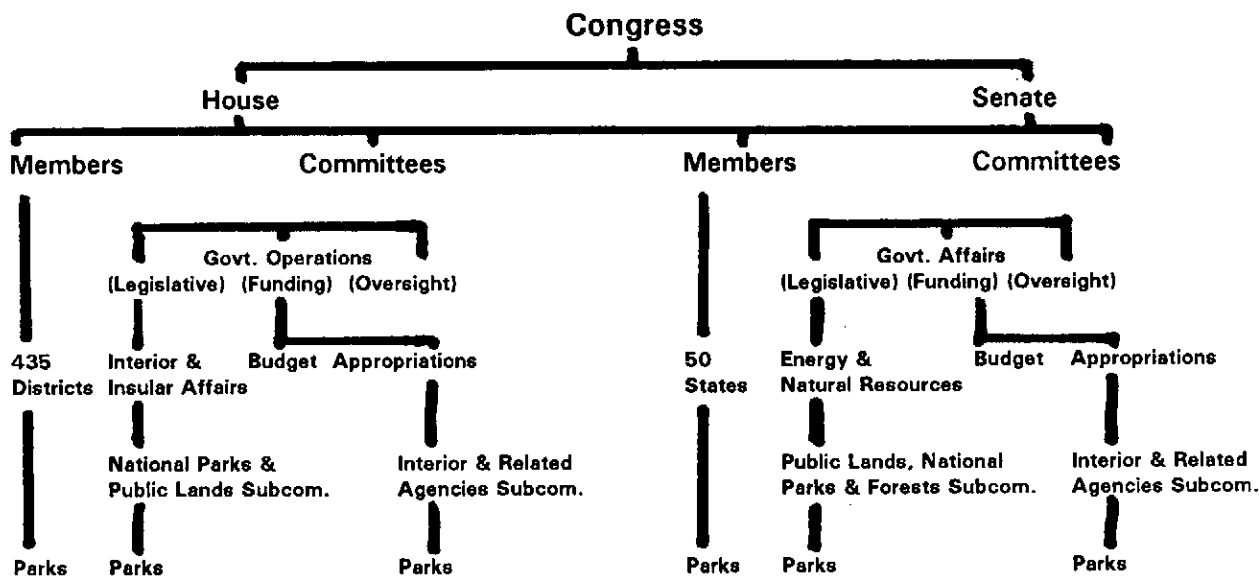 Congress
House Senate
Members Committees Members Committees
Govt. Operations Govt. Affairs
(Legislative) (Funding) (Oversight) (Legislative) (Funding) (Oversight)
435 Interior & Budget Appropriations 50 Energy & Budget Appropriations
Districts Insular Affairs States Natural Resources
National Parks & Interior & Related Public Lands, National Interior & Related
Public Lands Subcom. Agencies Subcom. Parks & Forests Subcom. Agencies Subcom.
Parks Parks Parks Parks Parks Parks